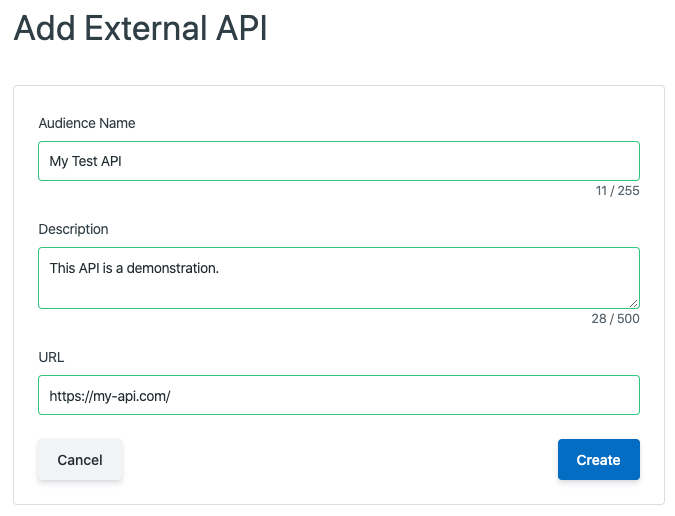 Add External API
Audience Name
My Test API
11 / 255
Description
This API is a demonstration.
28 / 500
URL
https://my-api.com/
Cancel
Create